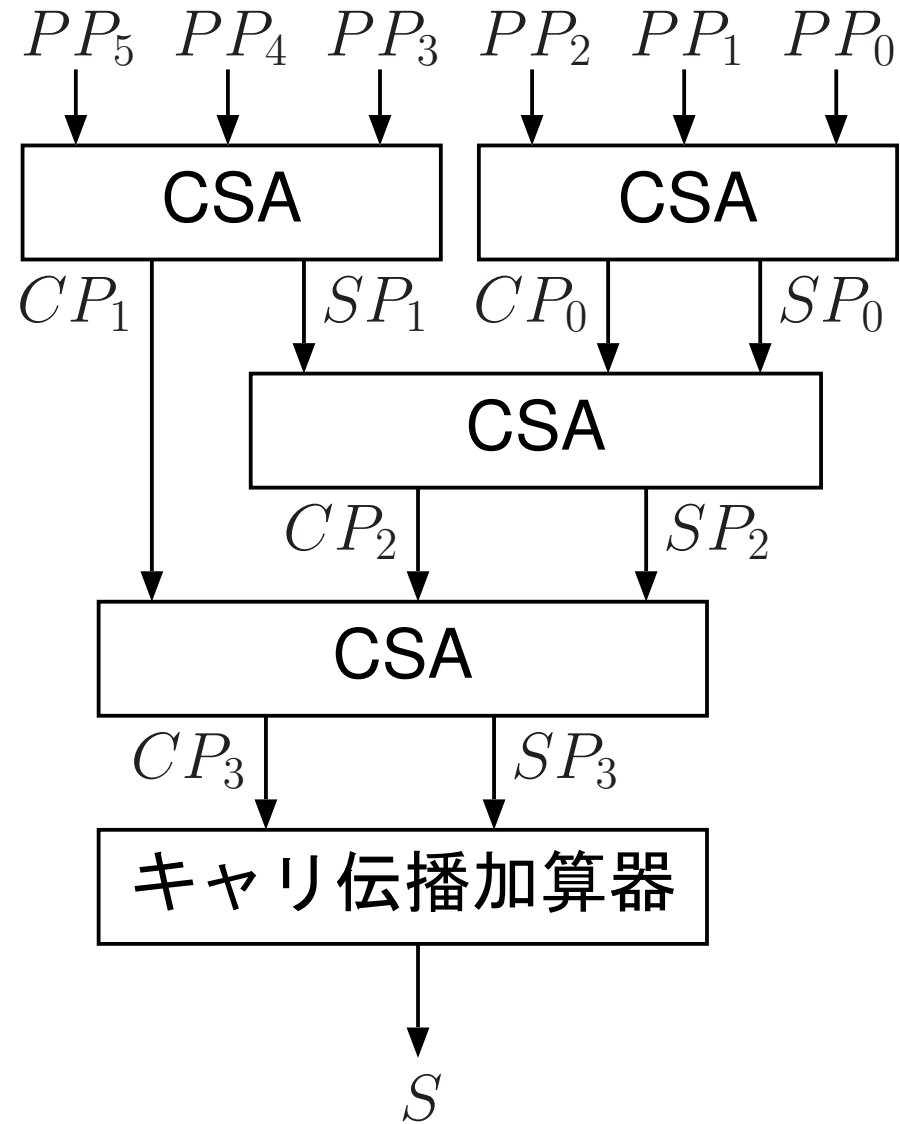 PP₅ PP₄ PP₃ PP₂ PP₁ PP₀
CSA CSA
CP₁ SP₁ CP₀ SP₀
CSA
CP₂ SP₂
CSA
CP₃ SP₃
キャリ伝播加算器
S